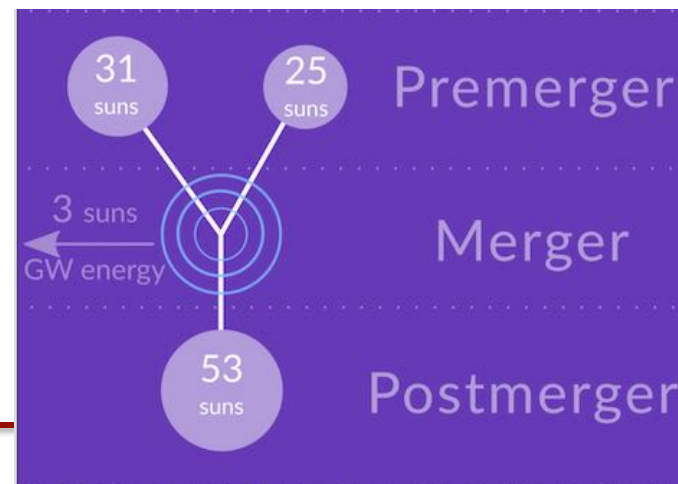 31
suns
25
suns
Premerger
3 suns
GW energy
Merger
53
suns
Postmerger